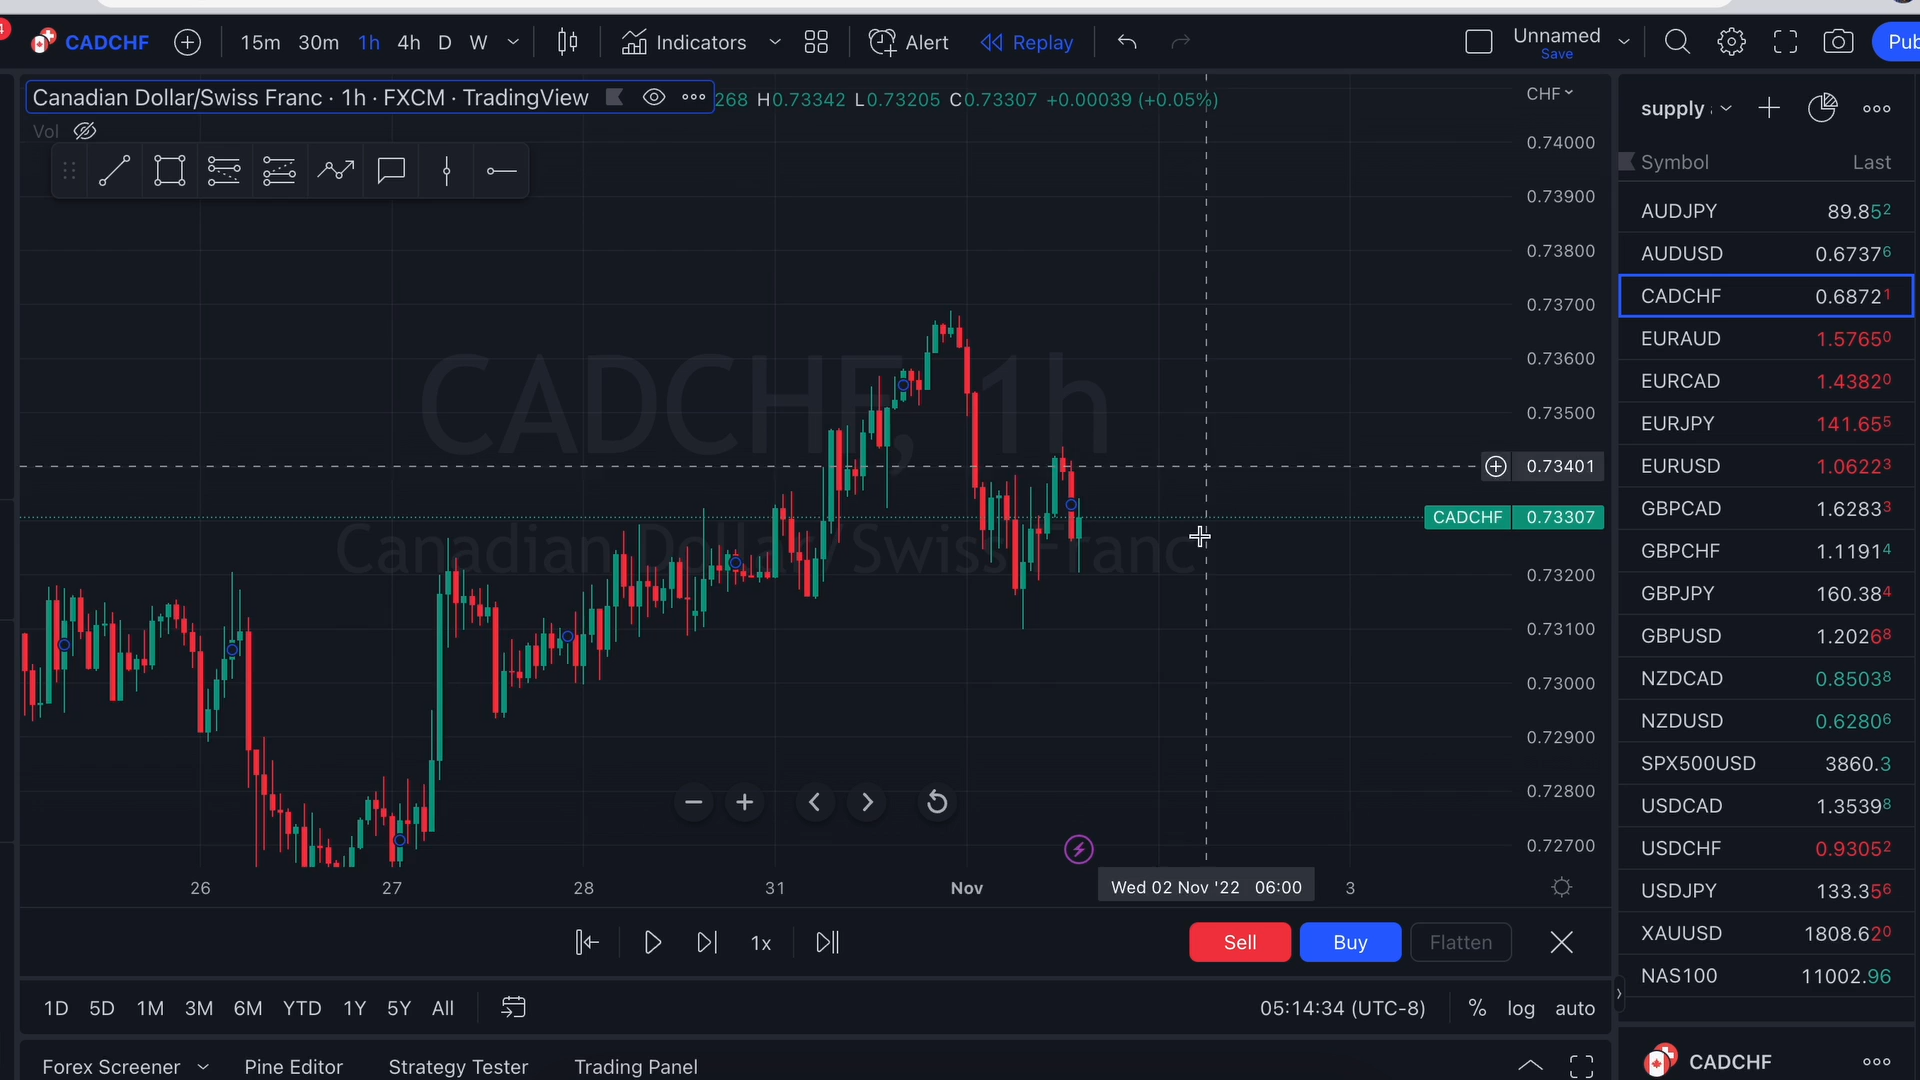 4 CADCHF 15m 30m 1h 4h D W Indicators Alert Replay Unnamed Save Pub
Canadian Dollar/Swiss Franc · 1h · FXCM · TradingView 268 H0.73342 L0.73205 C0.73307 +0.00039 (+0.05%) CHF
Vol
CADCHF, 1h
Canadian Dollar/Swiss Franc
0.74000
0.73900
0.73800
0.73700
0.73600
0.73500
0.73401
CADCHF 0.73307
0.73200
0.73100
0.73000
0.72900
0.72800
0.72700
26 27 28 31 Nov Wed 02 Nov '22 06:00 3
1x Sell Buy Flatten
1D 5D 1M 3M 6M YTD 1Y 5Y All 05:14:34 (UTC-8) % log auto
Forex Screener Pine Editor Strategy Tester Trading Panel
supply
Symbol Last
AUDJPY 89.852
AUDUSD 0.67376
CADCHF 0.68721
EURAUD 1.57650
EURCAD 1.43820
EURJPY 141.655
EURUSD 1.06223
GBPCAD 1.62833
GBPCHF 1.11914
GBPJPY 160.384
GBPUSD 1.20268
NZDCAD 0.85038
NZDUSD 0.62806
SPX500USD 3860.3
USDCAD 1.35398
USDCHF 0.93052
USDJPY 133.356
XAUUSD 1808.620
NAS100 11002.96
CADCHF